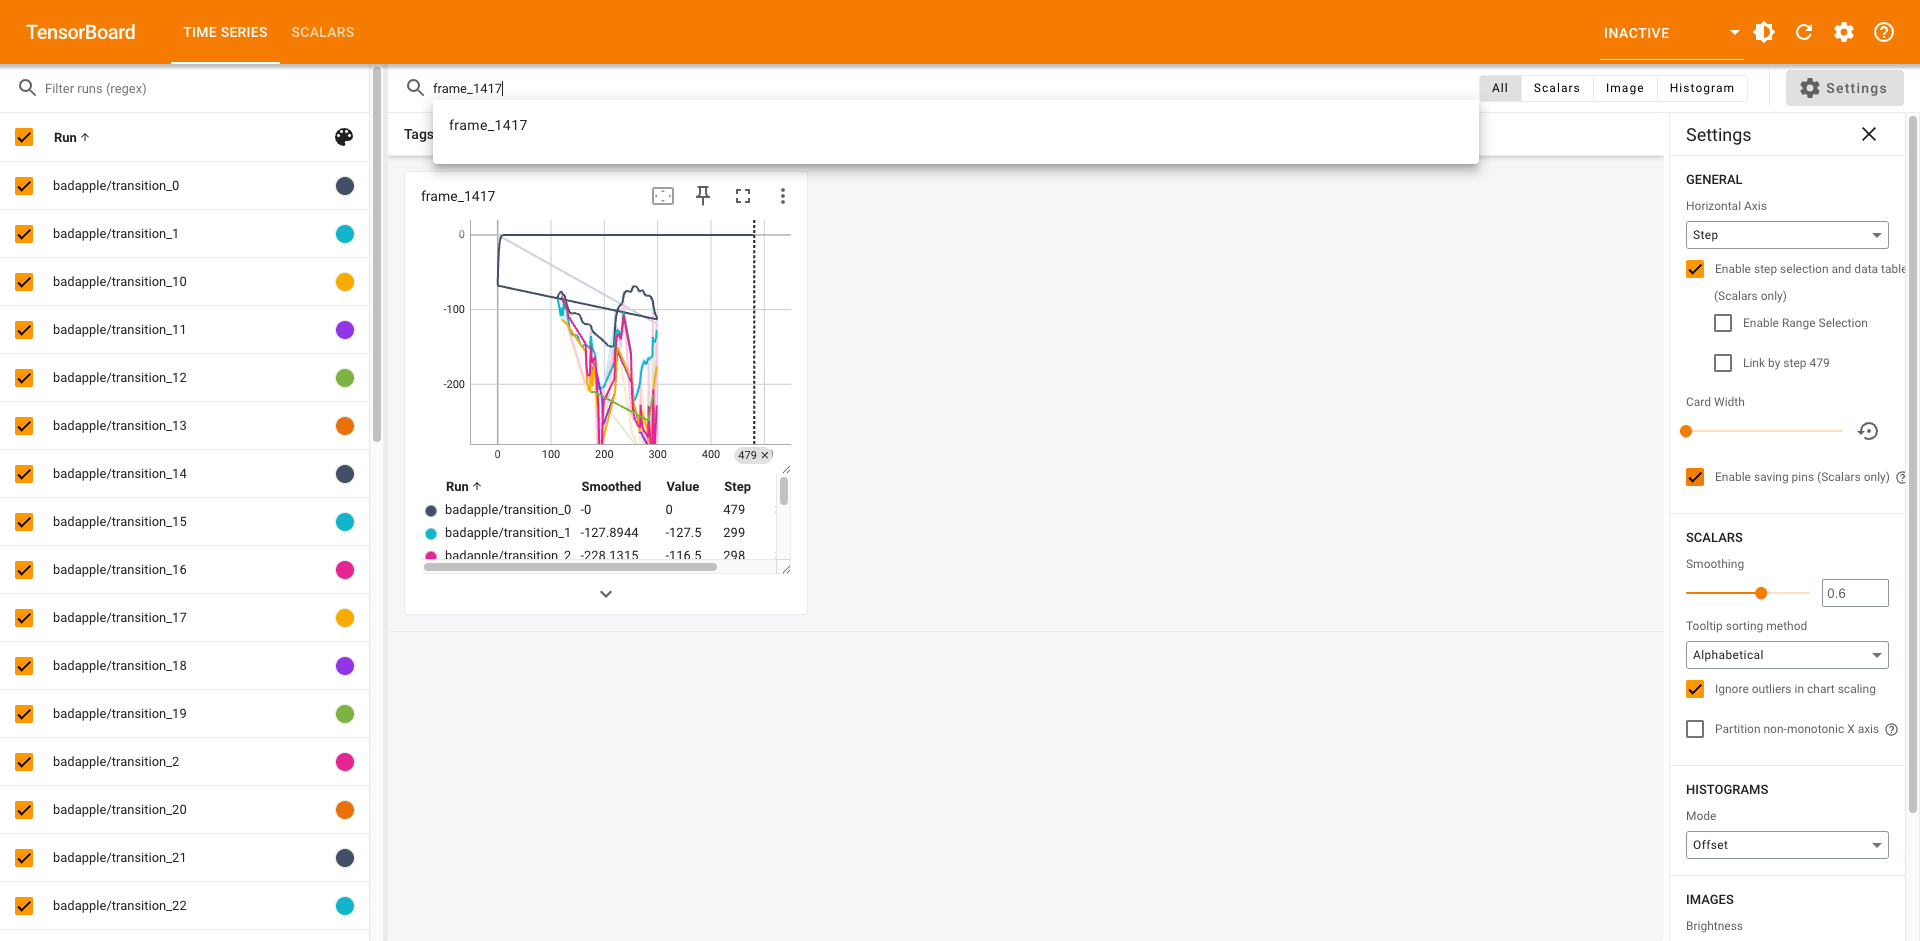 TensorBoard
TIME SERIES
SCALARS
INACTIVE
Filter runs (regex)
frame_1417
All
Scalars
Image
Histogram
Settings
frame_1417
Run
Tags
Settings
badapple/transition_0
badapple/transition_1
badapple/transition_10
badapple/transition_11
badapple/transition_12
badapple/transition_13
badapple/transition_14
badapple/transition_15
badapple/transition_16
badapple/transition_17
badapple/transition_18
badapple/transition_19
badapple/transition_2
badapple/transition_20
badapple/transition_21
badapple/transition_22
frame_1417
0
-100
-200
0 100 200 300 400 479
Run Smoothed Value Step
badapple/transition_0 -0 0 479
badapple/transition_1 -127.8944 -127.5 299
badapple/transition_2 -228.1315 -116.5 298
GENERAL
Horizontal Axis
Step
Enable step selection and data table
(Scalars only)
Enable Range Selection
Link by step 479
Card Width
Enable saving pins (Scalars only)
SCALARS
Smoothing
0.6
Tooltip sorting method
Alphabetical
Ignore outliers in chart scaling
Partition non-monotonic X axis
HISTOGRAMS
Mode
Offset
IMAGES
Brightness